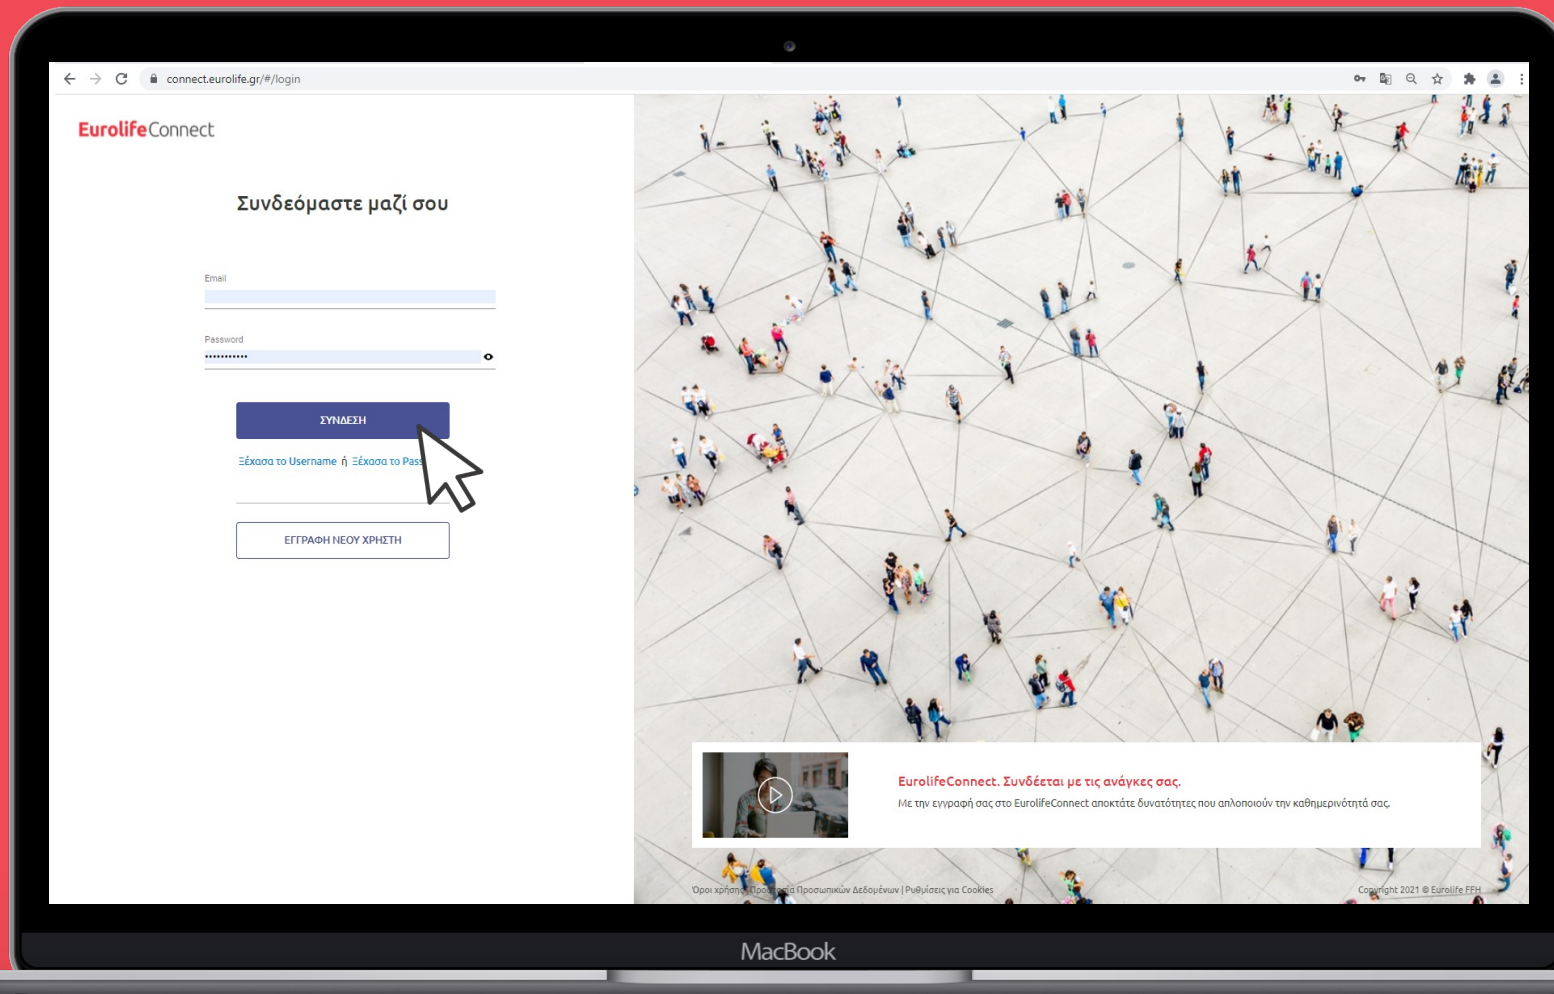 connect.eurolife.gr/#/login
EurolifeConnect
Συνδεόμαστε μαζί σου
Email
Password
ΣΥΝΔΕΣΗ
Ξέχασα το Username ή Ξέχασα το Pass
ΕΓΓΡΑΦΗ ΝΕΟΥ ΧΡΗΣΤΗ
EurolifeConnect. Συνδέεται με τις ανάγκες σας.
Με την εγγραφή σας στο EurolifeConnect αποκτάτε δυνατότητες που απλοποιούν την καθημερινότητά σας.
Όροι χρήσης | Προστασία Προσωπικών Δεδομένων | Ρυθμίσεις για Cookies
Copyright 2021 © Eurolife FFH
MacBook